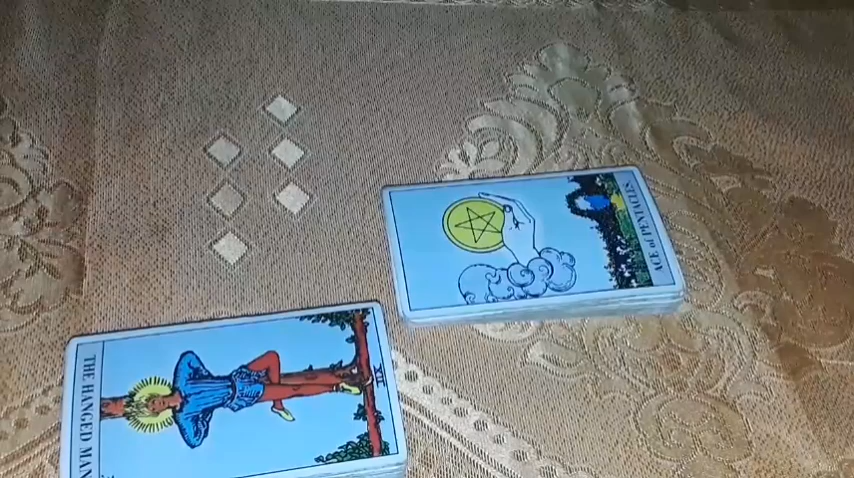 ACE of PENTACLES
THE HANGED MAN
XII